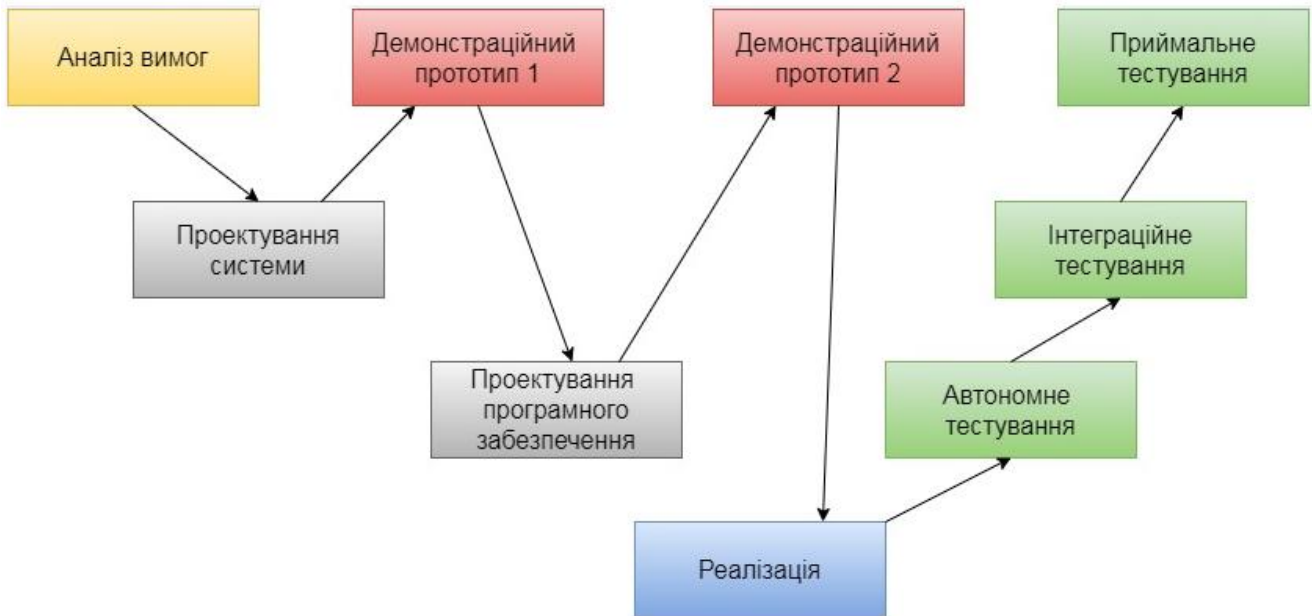 Аналіз вимог
Демонстраційний
прототип 1
Демонстраційний
прототип 2
Приймальне
тестування
Проектування
системи
Інтеграційне
тестування
Проектування
програмного
забезпечення
Автономне
тестування
Реалізація